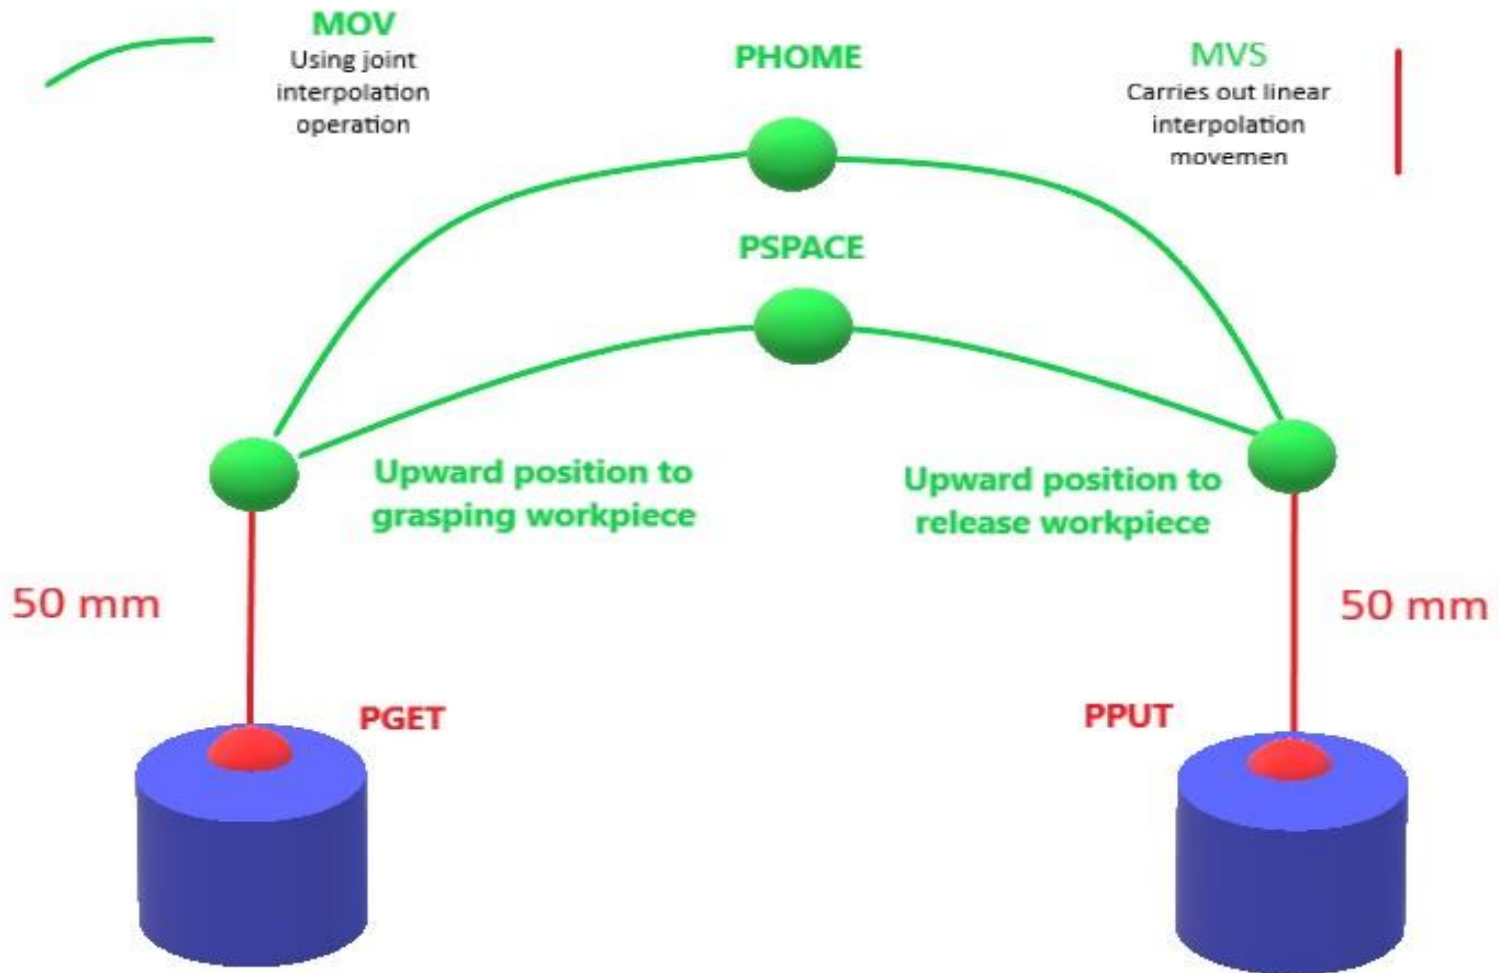 MOV
Using joint
interpolation
operation
PHOME
MVS
Carries out linear
interpolation
movemen
PSPACE
Upward position to
grasping workpiece
Upward position to
release workpiece
50 mm
50 mm
PGET
PPUT